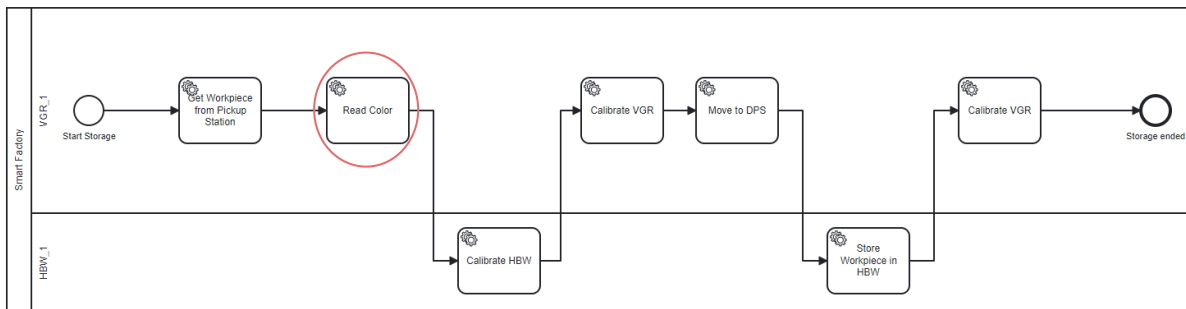 Smart Factory
VGR_1
Start Storage
Get Workpiece
from Pickup
Station
Read Color
Calibrate VGR
Move to DPS
Calibrate VGR
Storage ended
HBW_1
Calibrate HBW
Store
Workpiece in
HBW